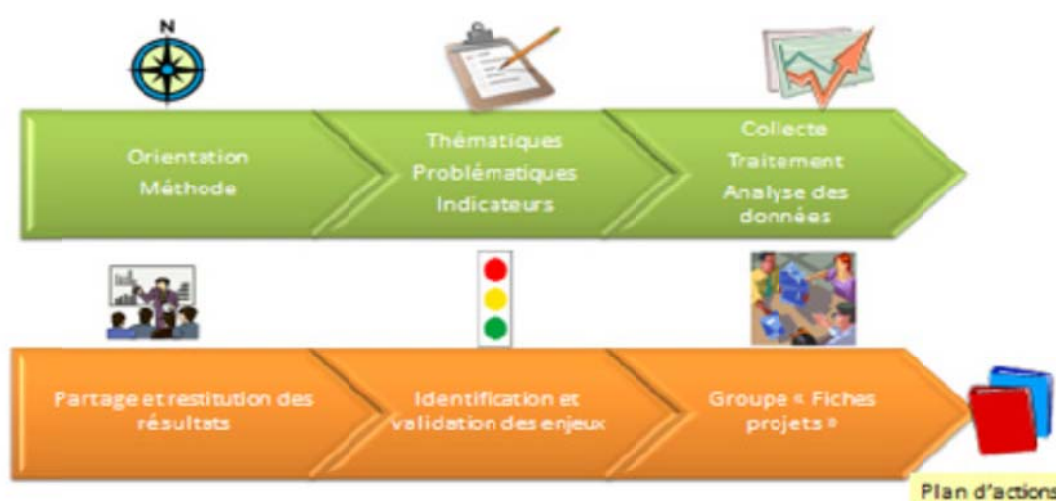 N
Orientation
Méthode
Thématiques
Problématiques
Indicateurs
Collecte
Traitement
Analyse des
données
Partage et restitution des
résultats
Identification et
validation des enjeux
Groupe « Fiches
projets »
Plan d'actions